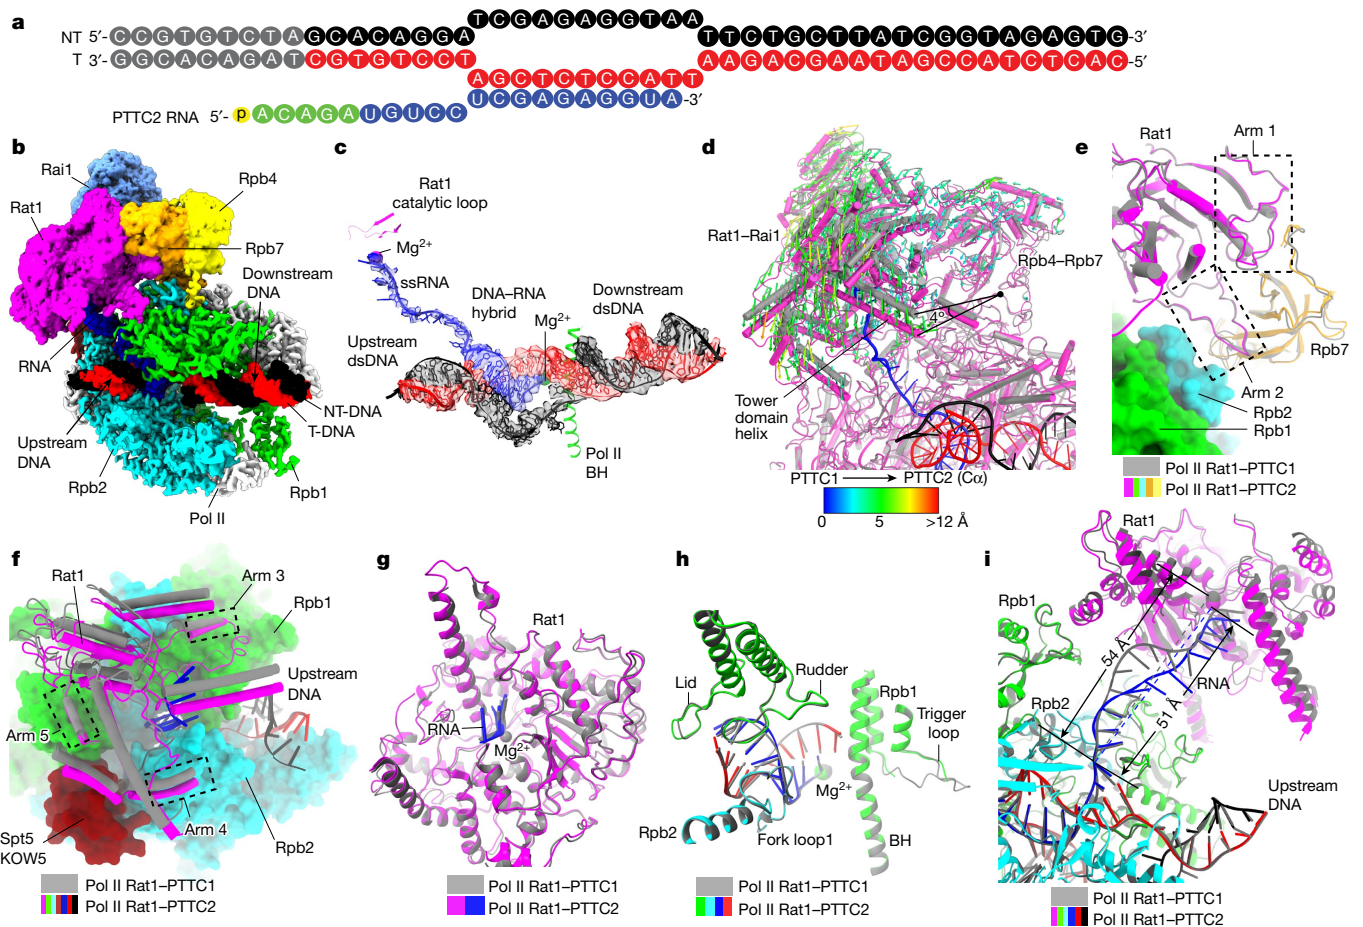 a
TCGAGAGGTAA
NT 5′- CCGTGTCTAGCACAGGA TTCTGCTTATCGGTAGAGTG -3′
T 3′- GGCACAGATCGTGTCCT AAGACGAATAGCCATCTCAC -5′
AGCTCTCCATT
UCGAGAGGUA -3′
PTTC2 RNA 5′- p ACAGAUGUCC
b
Rai1
Rat1
Rpb4
Rpb7
Downstream
DNA
RNA
NT-DNA
T-DNA
Upstream
DNA
Rpb2
Rpb1
Pol II
c
Rat1
catalytic loop
Mg2+
ssRNA
DNA–RNA
hybrid
Downstream
dsDNA
Mg2+
Upstream
dsDNA
Pol II
BH
d
Rat1–Rai1
Rpb4–Rpb7
4°
Tower
domain
helix
PTTC1 PTTC2 (Cα)
0 5 >12 Å
e
Rat1
Arm 1
Rpb7
Arm 2
Rpb2
Rpb1
Pol II Rat1–PTTC1
Pol II Rat1–PTTC2
f
Rat1
Arm 3
Rpb1
Upstream
DNA
Arm 5
Arm 4
Spt5
KOW5
Rpb2
Pol II Rat1–PTTC1
Pol II Rat1–PTTC2
g
Rat1
RNA
Mg2+
Pol II Rat1–PTTC1
Pol II Rat1–PTTC2
h
Lid
Rudder
Rpb1
Trigger
loop
Mg2+
Rpb2
Fork loop1
BH
Pol II Rat1–PTTC1
Pol II Rat1–PTTC2
i
Rat1
Rpb1
54 Å
RNA
Rpb2
51 Å
Upstream
DNA
Pol II Rat1–PTTC1
Pol II Rat1–PTTC2